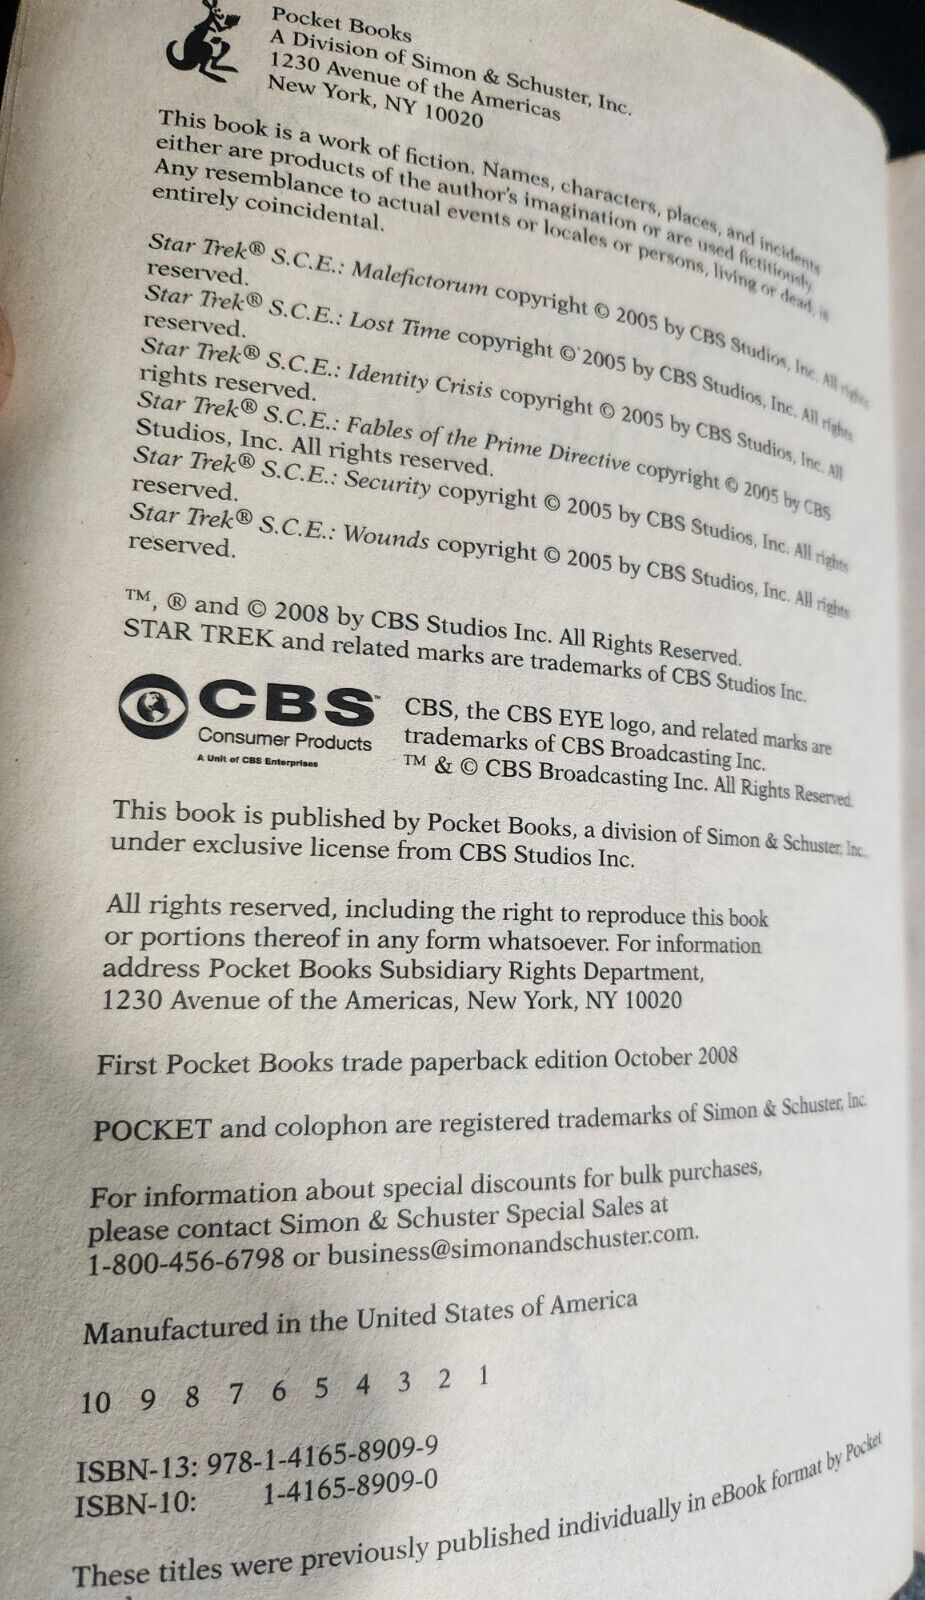 Pocket Books
A Division of Simon & Schuster, Inc.
1230 Avenue of the Americas
New York, NY 10020
This book is a work of fiction. Names, characters, places, and incidents
either are products of the author's imagination or are used fictitiously.
Any resemblance to actual events or locales or persons, living or dead, is
entirely coincidental.
Star Trek® S.C.E.: Malefictorum copyright © 2005 by CBS Studios, Inc. All rights
reserved.
Star Trek® S.C.E.: Lost Time copyright © 2005 by CBS Studios, Inc. All rights
reserved.
Star Trek® S.C.E.: Identity Crisis copyright © 2005 by CBS Studios, Inc. All
rights reserved.
Star Trek® S.C.E.: Fables of the Prime Directive copyright © 2005 by CBS
Studios, Inc. All rights reserved.
Star Trek® S.C.E.: Security copyright © 2005 by CBS Studios, Inc. All rights
reserved.
Star Trek® S.C.E.: Wounds copyright © 2005 by CBS Studios, Inc. All rights
reserved.
™, ® and © 2008 by CBS Studios Inc. All Rights Reserved.
STAR TREK and related marks are trademarks of CBS Studios Inc.
CBS™
Consumer Products
A Unit of CBS Enterprises
CBS, the CBS EYE logo, and related marks are
trademarks of CBS Broadcasting Inc.
™ & © CBS Broadcasting Inc. All Rights Reserved.
This book is published by Pocket Books, a division of Simon & Schuster, Inc.,
under exclusive license from CBS Studios Inc.
All rights reserved, including the right to reproduce this book
or portions thereof in any form whatsoever. For information
address Pocket Books Subsidiary Rights Department,
1230 Avenue of the Americas, New York, NY 10020
First Pocket Books trade paperback edition October 2008
POCKET and colophon are registered trademarks of Simon & Schuster, Inc.
For information about special discounts for bulk purchases,
please contact Simon & Schuster Special Sales at
1-800-456-6798 or business@simonandschuster.com.
Manufactured in the United States of America
10 9 8 7 6 5 4 3 2 1
ISBN-13: 978-1-4165-8909-9
ISBN-10: 1-4165-8909-0
These titles were previously published individually in eBook format by Pocket